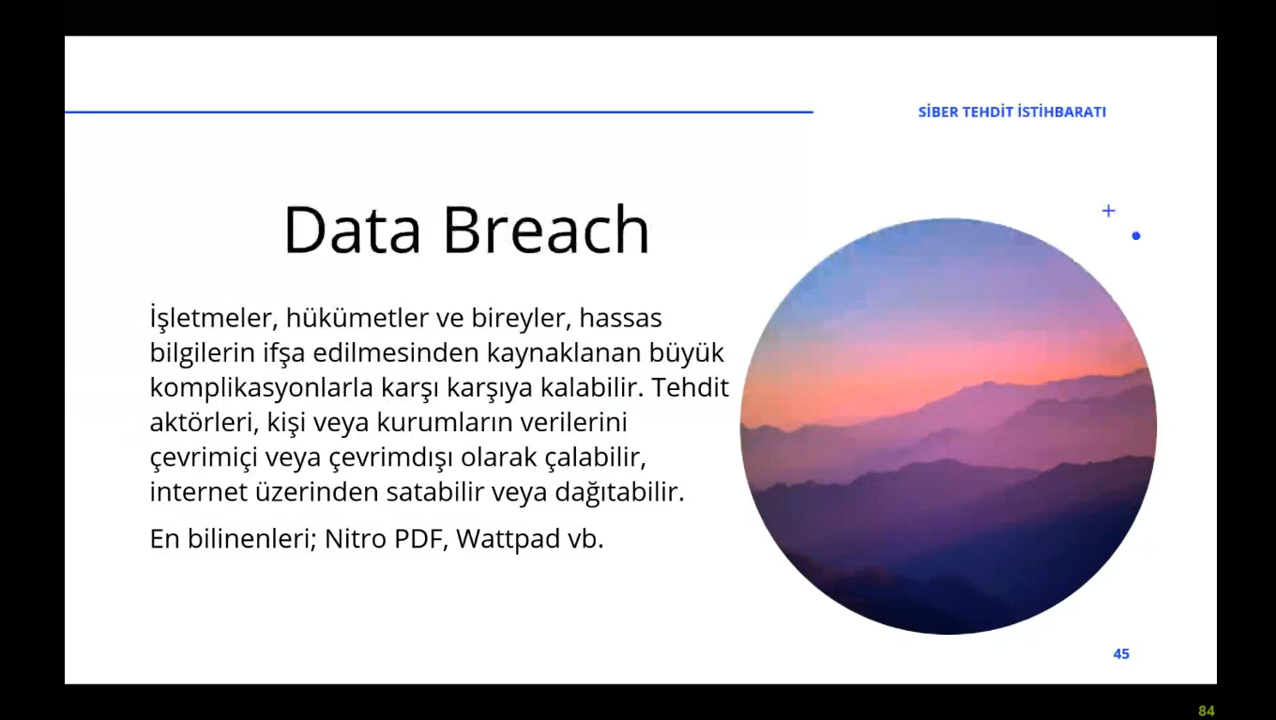 SİBER TEHDİT İSTİHBARATI
Data Breach
İşletmeler, hükümetler ve bireyler, hassas
bilgilerin ifşa edilmesinden kaynaklanan büyük
komplikasyonlarla karşı karşıya kalabilir. Tehdit
aktörleri, kişi veya kurumların verilerini
çevrimiçi veya çevrimdışı olarak çalabilir,
internet üzerinden satabilir veya dağıtabilir.
En bilinenleri; Nitro PDF, Wattpad vb.
45
84